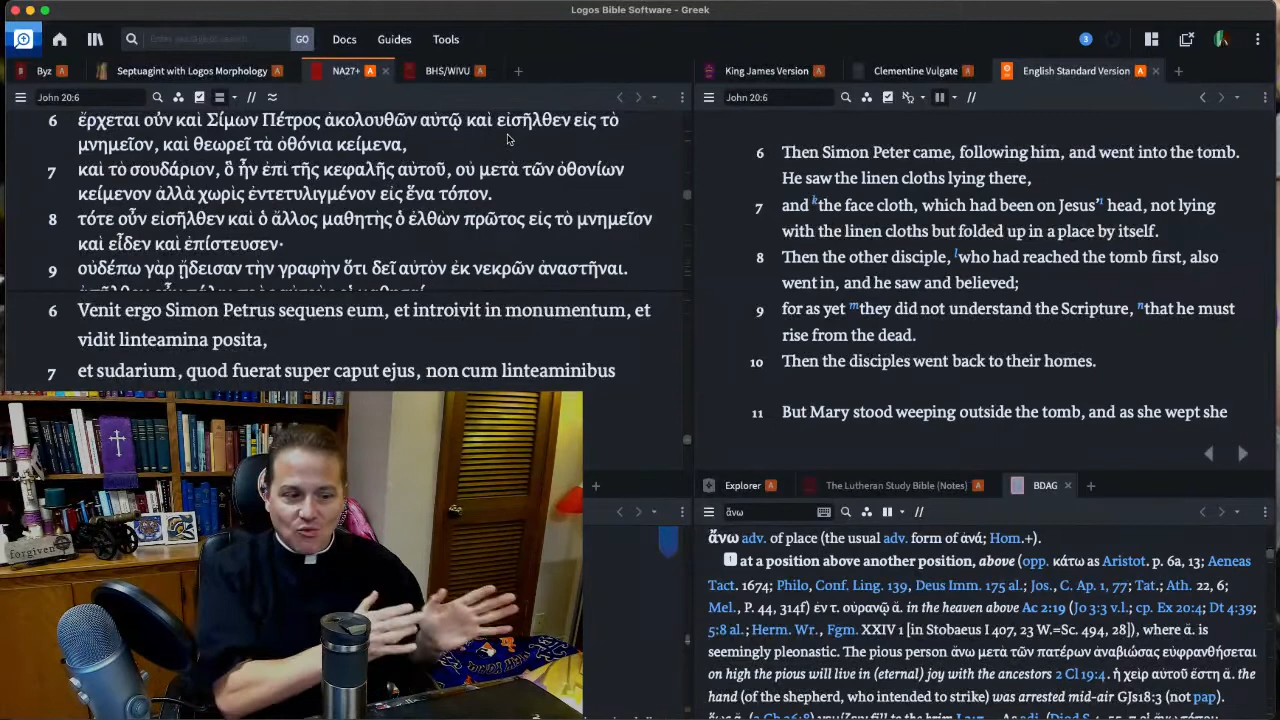 Logos Bible Software - Greek
Enter quick/text search
GO
Docs
Guides
Tools
3
Byz A
Septuagint with Logos Morphology A
NA27+ A
BHS/WIVU A
John 20:6
6 ἔρχεται οὖν καὶ Σίμων Πέτρος ἀκολουθῶν αὐτῷ καὶ εἰσῆλθεν εἰς τὸ
μνημεῖον, καὶ θεωρεῖ τὰ ὀθόνια κείμενα,
7 καὶ τὸ σουδάριον, ὃ ἦν ἐπὶ τῆς κεφαλῆς αὐτοῦ, οὐ μετὰ τῶν ὀθονίων
κείμενον ἀλλὰ χωρὶς ἐντετυλιγμένον εἰς ἕνα τόπον.
8 τότε οὖν εἰσῆλθεν καὶ ὁ ἄλλος μαθητὴς ὁ ἐλθὼν πρῶτος εἰς τὸ μνημεῖον
καὶ εἶδεν καὶ ἐπίστευσεν·
9 οὐδέπω γὰρ ᾔδεισαν τὴν γραφὴν ὅτι δεῖ αὐτὸν ἐκ νεκρῶν ἀναστῆναι.
6 Venit ergo Simon Petrus sequens eum, et introivit in monumentum, et
vidit linteamina posita,
7 et sudarium, quod fuerat super caput ejus, non cum linteaminibus
forgiven
King James Version A
Clementine Vulgate A
English Standard Version A
John 20:6
6 Then Simon Peter came, following him, and went into the tomb.
He saw the linen cloths lying there,
7 and k the face cloth, which had been on Jesus’1 head, not lying
with the linen cloths but folded up in a place by itself.
8 Then the other disciple, l who had reached the tomb first, also
went in, and he saw and believed;
9 for as yet m they did not understand the Scripture, n that he must
rise from the dead.
10 Then the disciples went back to their homes.
11 But Mary stood weeping outside the tomb, and as she wept she
Explorer A
The Lutheran Study Bible (Notes) A
BDAG
ἄνω
ἄνω adv. of place (the usual adv. form of ἀνά; Hom.+).
1 at a position above another position, above (opp. κάτω as Aristot. p. 6a, 13; Aeneas
Tact. 1674; Philo, Conf. Ling. 139, Deus Imm. 175 al.; Jos., C. Ap. 1, 77; Tat.; Ath. 22, 6;
Mel., P. 44, 314f) ἐν τ. οὐρανῷ ἄ. in the heaven above Ac 2:19 (Jo 3:3 v.l.; cp. Ex 20:4; Dt 4:39;
5:8 al.; Herm. Wr., Fgm. XXIV 1 [in Stobaeus I 407, 23 W.=Sc. 494, 28]), where ἄ. is
seemingly pleonastic. The pious person ἄνω μετὰ τῶν πατέρων ἀναβιώσας εὐφρανθήσεται
on high the pious will live in (eternal) joy with the ancestors 2 Cl 19:4. ἡ χεὶρ αὐτοῦ ἔστη ἄ. the
hand (of the shepherd, who intended to strike) was arrested mid-air GJs18:3 (not pap).